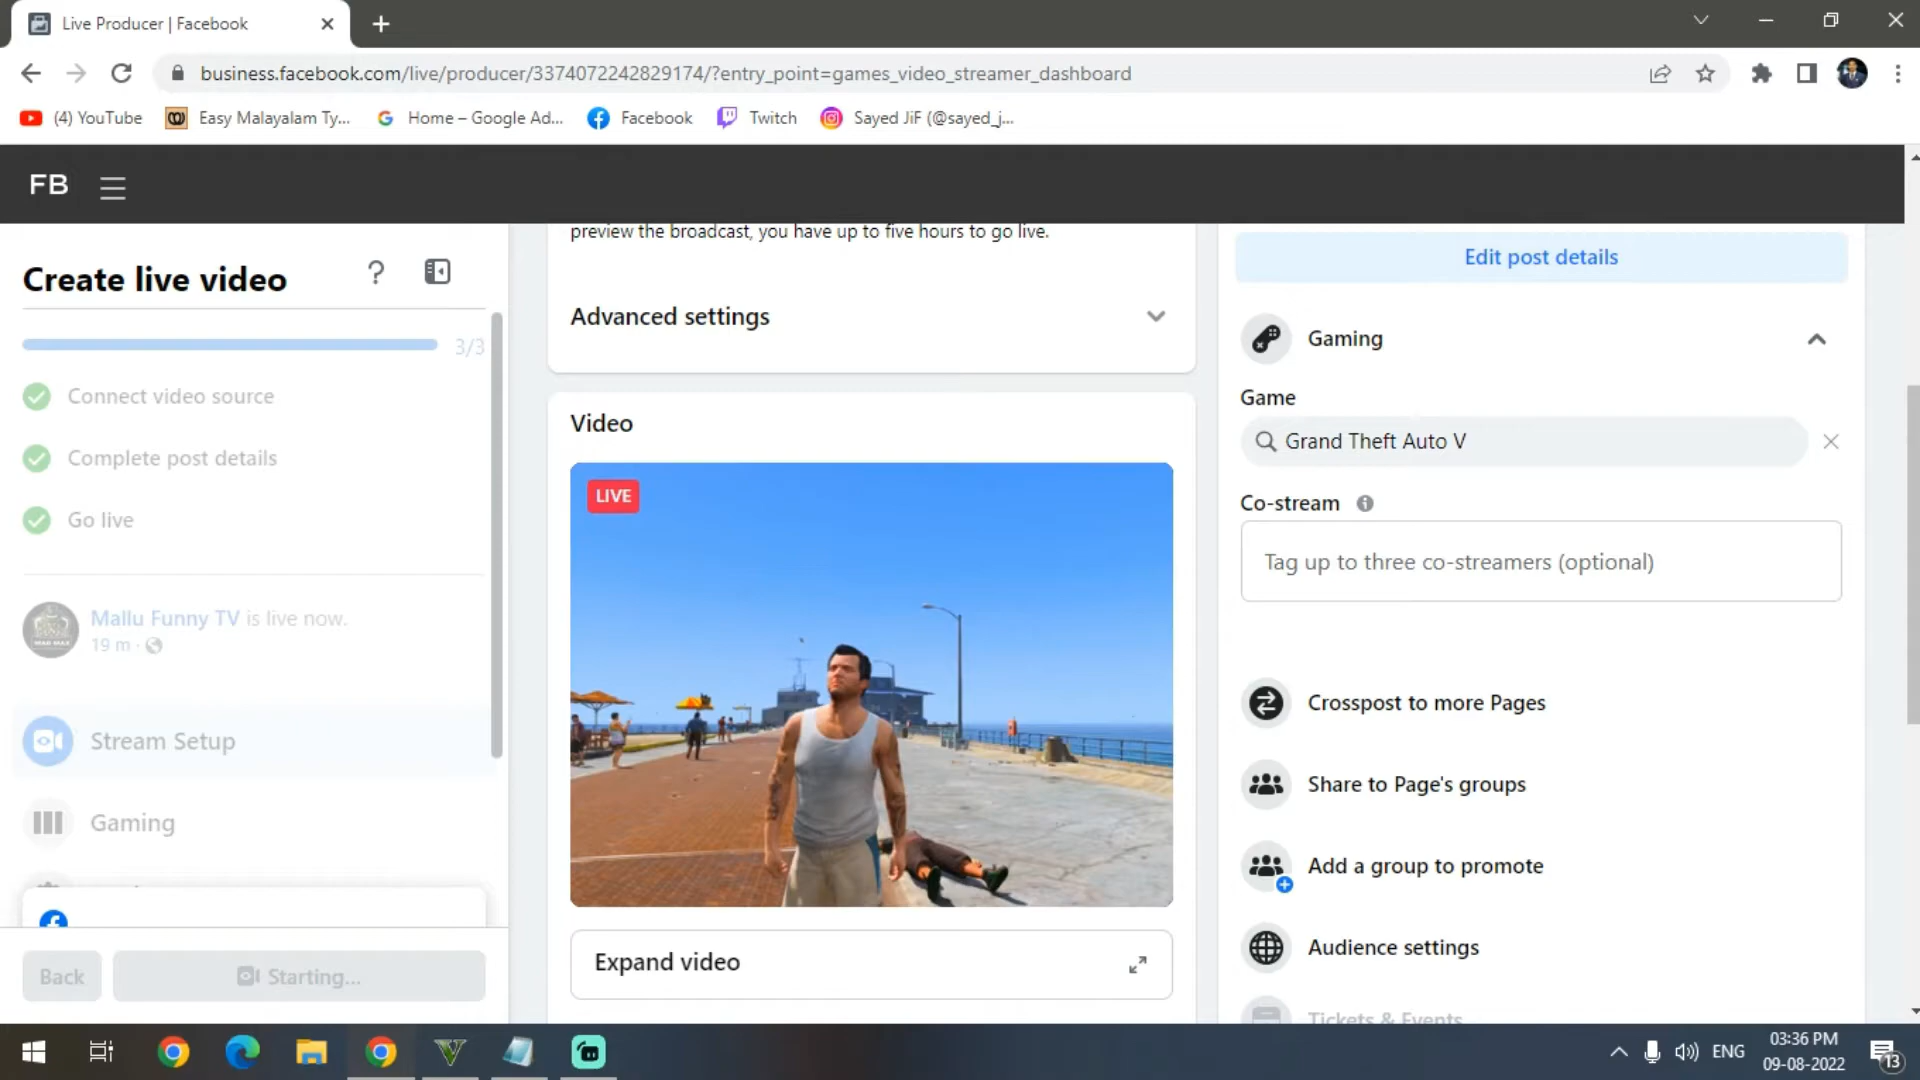 Live Producer | Facebook
business.facebook.com/live/producer/3374072242829174/?entry_point=games_video_streamer_dashboard
(4) YouTube
Easy Malayalam Ty...
Home – Google Ad...
Facebook
Twitch
Sayed JiF (@sayed_j...
FB
Create live video
?
3/3
Connect video source
Complete post details
Go live
Mallu Funny TV is live now.
19 m ·
Stream Setup
Gaming
Back
Starting...
preview the broadcast, you have up to five hours to go live.
Advanced settings
Video
LIVE
Expand video
Edit post details
Gaming
Game
Grand Theft Auto V
Co-stream
Tag up to three co-streamers (optional)
Crosspost to more Pages
Share to Page's groups
Add a group to promote
Audience settings
Tickets & Events
ENG
03:36 PM
09-08-2022
13